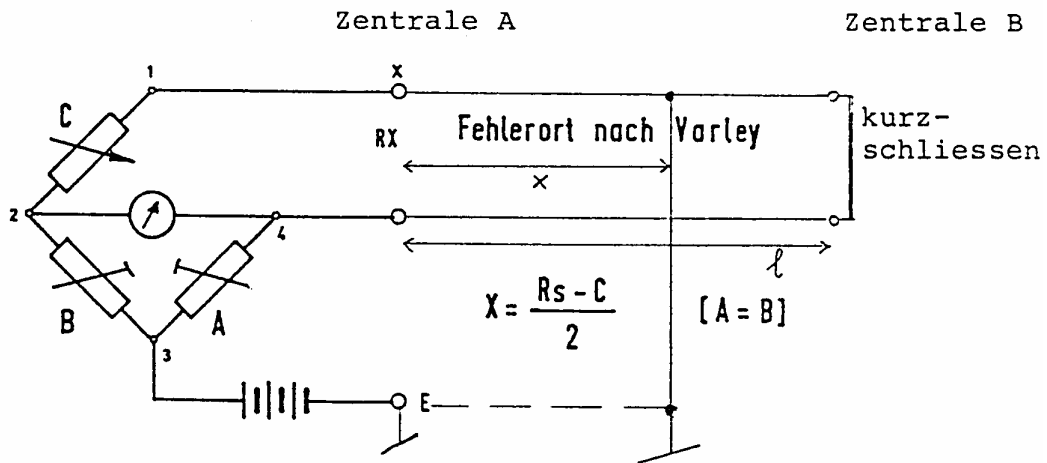 Zentrale A
Zentrale B
1
X
C
RX
Fehlerort nach Varley
kurz-
schliessen
x
2
4
l
B
A
X = Rs - C / 2
[A = B]
3
E